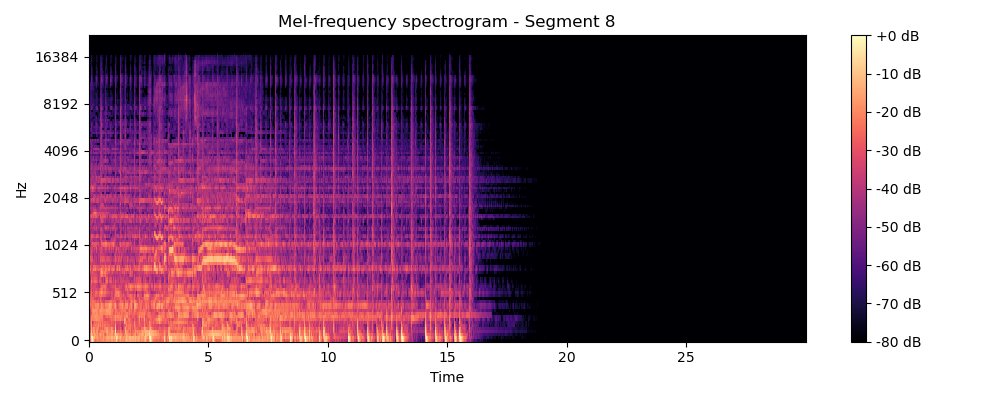 Mel-frequency spectrogram - Segment 8
Hz
16384
8192
4096
2048
1024
512
0
0 5 10 15 20 25
Time
+0 dB
-10 dB
-20 dB
-30 dB
-40 dB
-50 dB
-60 dB
-70 dB
-80 dB